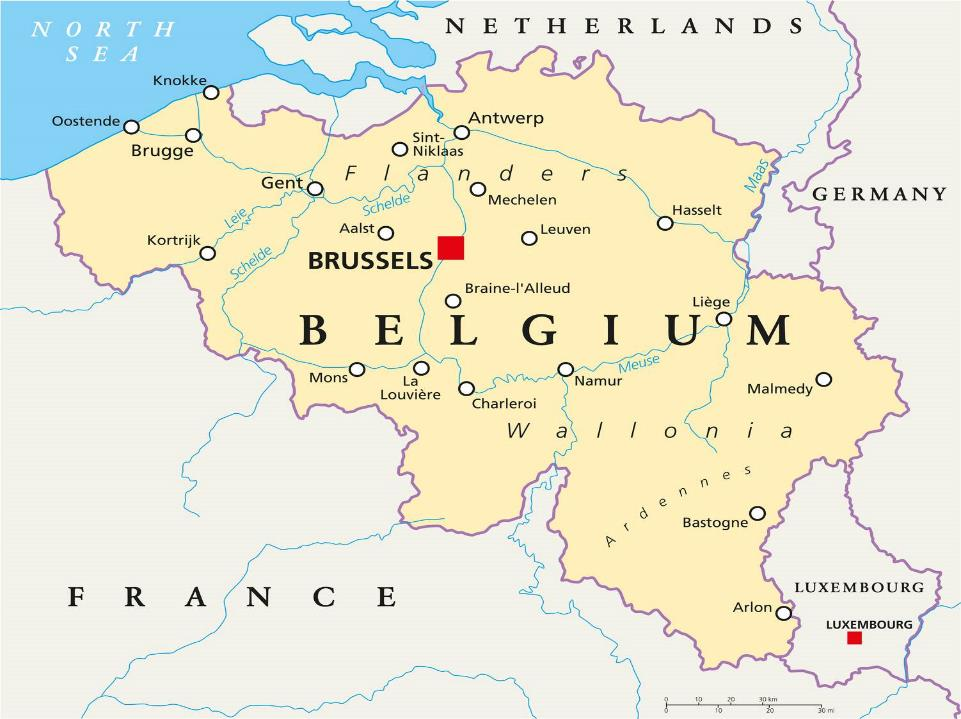 NORTH
SEA
NETHERLANDS
Knokke
Oostende
Brugge
Antwerp
Sint-
Niklaas
Flanders
Maas
GERMANY
Gent
Mechelen
Schelde
Leie
Hasselt
Aalst
Leuven
Kortrijk
Schelde
BRUSSELS
Braine-l'Alleud
Liège
BELGIUM
Meuse
Mons
La
Louvière
Namur
Malmedy
Charleroi
Wallonia
Ardennes
Bastogne
FRANCE
LUXEMBOURG
Arlon
LUXEMBOURG
0 10 20 30 km
0 10 20 30 mi